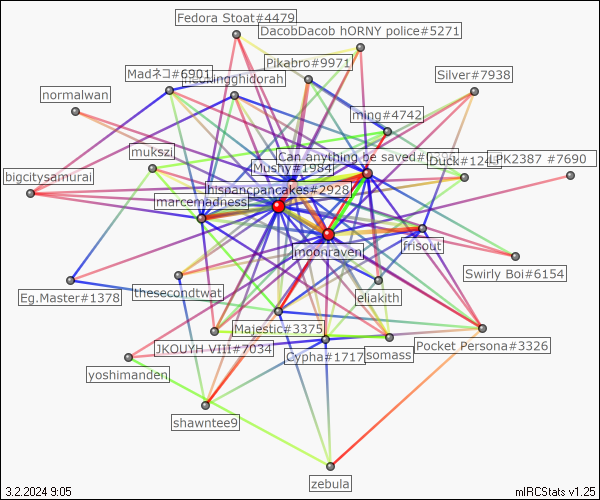 Fedora Stoat#4479
DacobDacob hORNY police#5271
Pikabro#9971
Madネコ#6901
Silver#7938
normalwan
ming#4742
mukszi
Can anything be saved#
Duck#124
LPK2387 #7690
Mushy#1984
bigcitysamurai
hispancpancakes#2928
marcemadness
moonraven
frisout
Swirly Boi#6154
Eg.Master#1378
thesecondtwat
eliakith
Majestic#3375
JKOUYH VIII#7034
Cypha#1717
somass
Pocket Persona#3326
yoshimanden
shawntee9
zebula
3.2.2024 9:05
mIRCStats v1.25